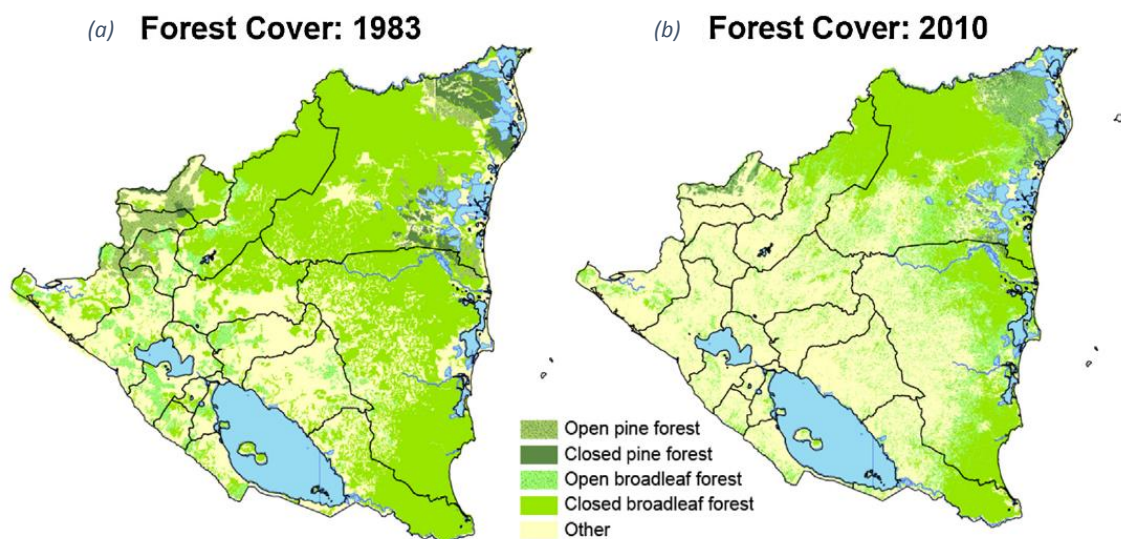 (a) Forest Cover: 1983
(b) Forest Cover: 2010
Open pine forest
Closed pine forest
Open broadleaf forest
Closed broadleaf forest
Other